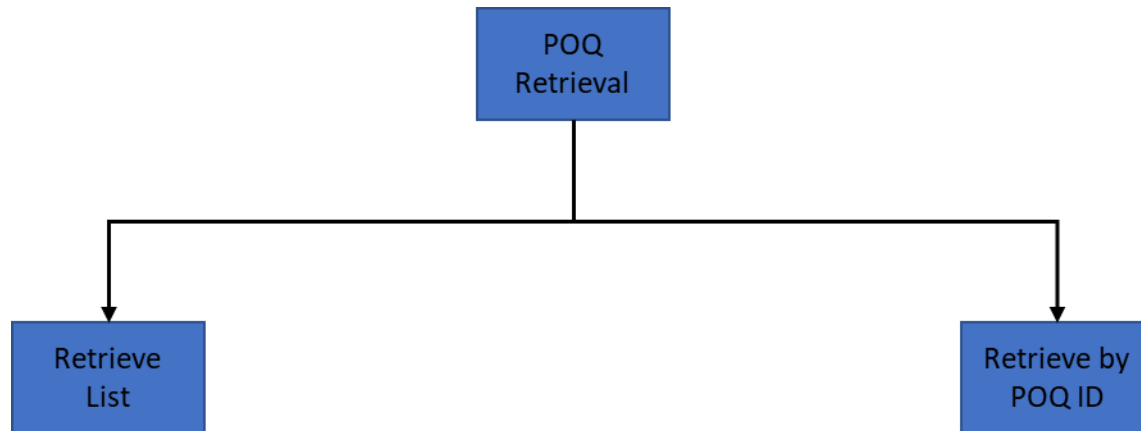 POQ
Retrieval
Retrieve
List
Retrieve by
POQ ID